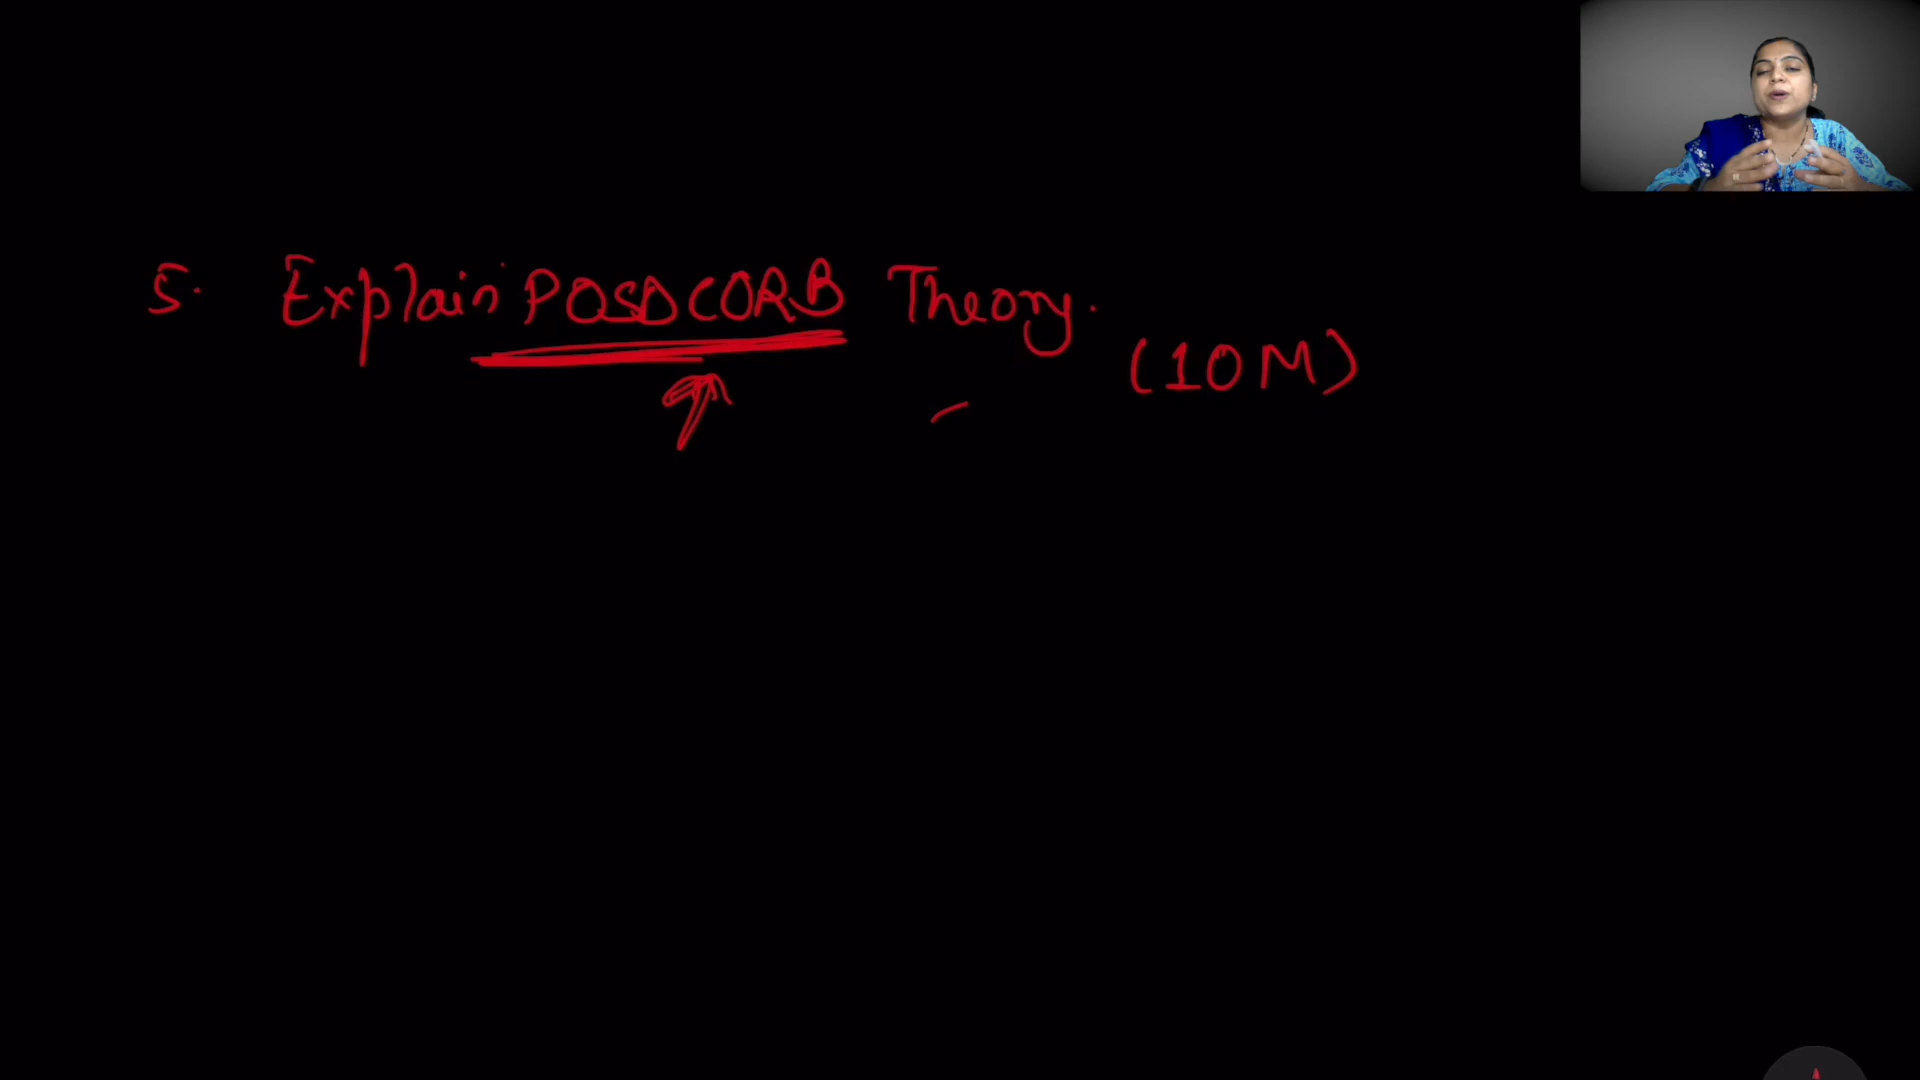 5. Explain POSDCORB Theory.
(10M)